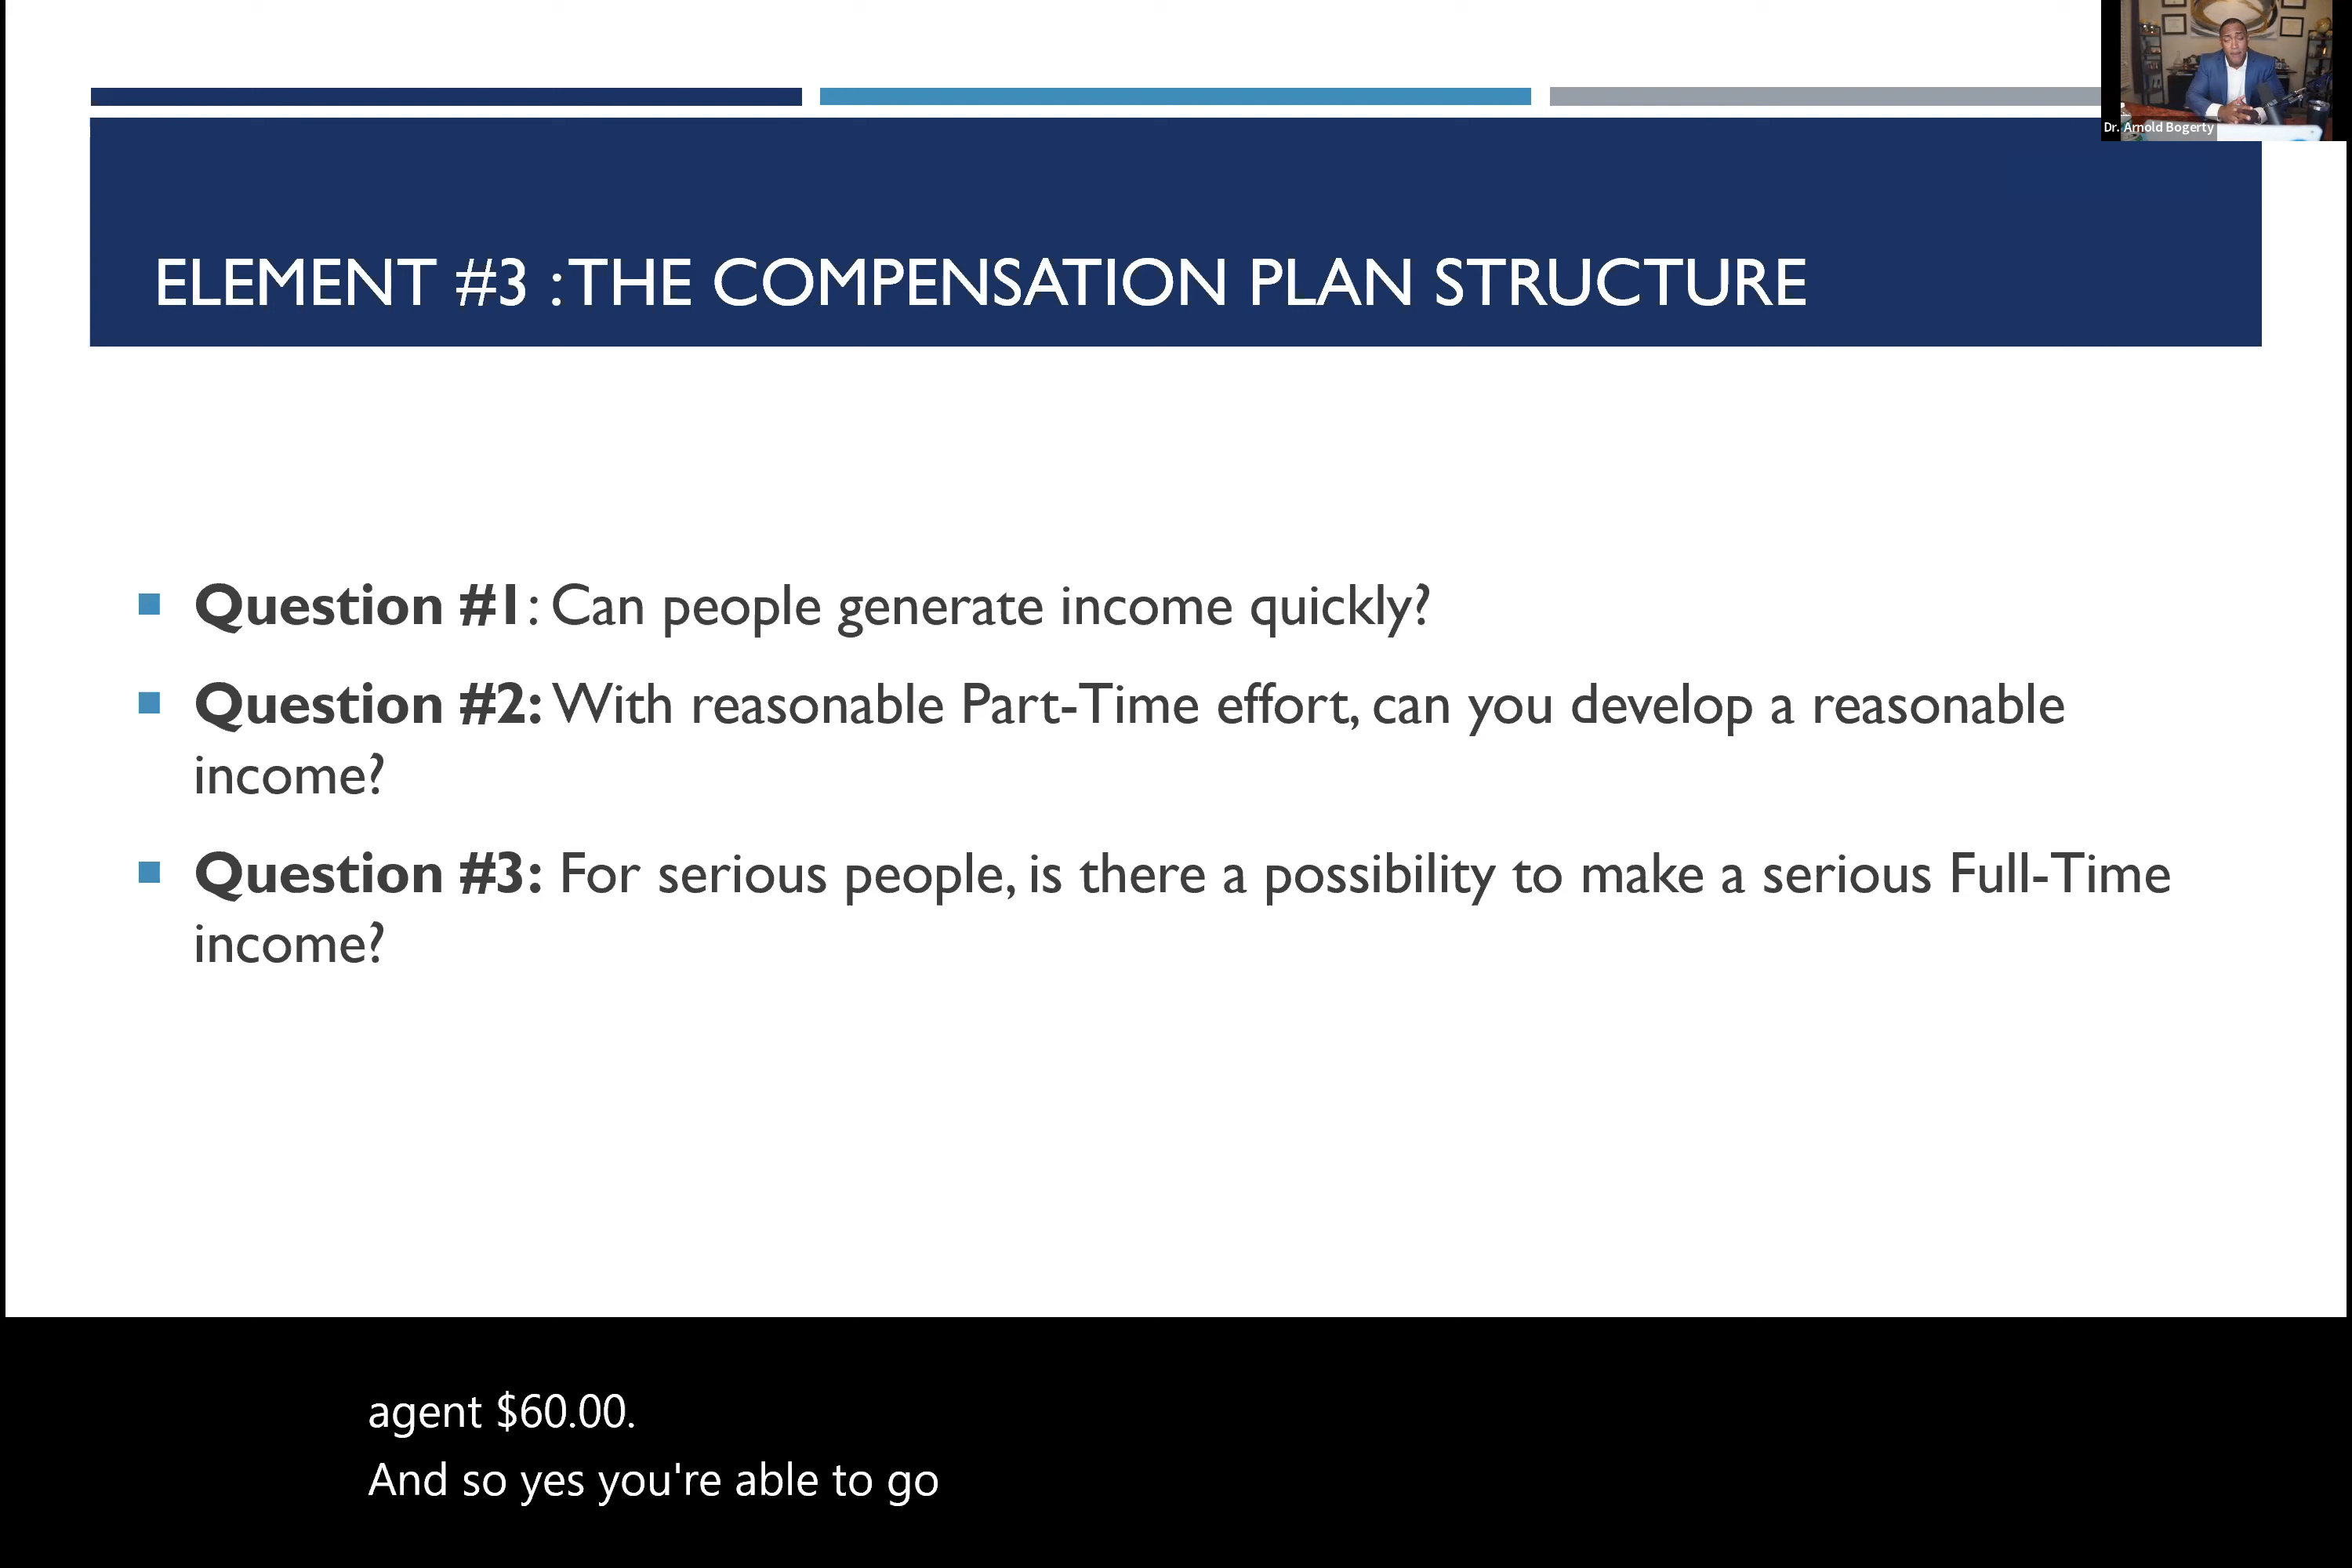 Dr. Arnold Bogerty
ELEMENT #3 : THE COMPENSATION PLAN STRUCTURE
Question #1: Can people generate income quickly?
Question #2: With reasonable Part-Time effort, can you develop a reasonable
income?
Question #3: For serious people, is there a possibility to make a serious Full-Time
income?
agent $60.00.
And so yes you're able to go